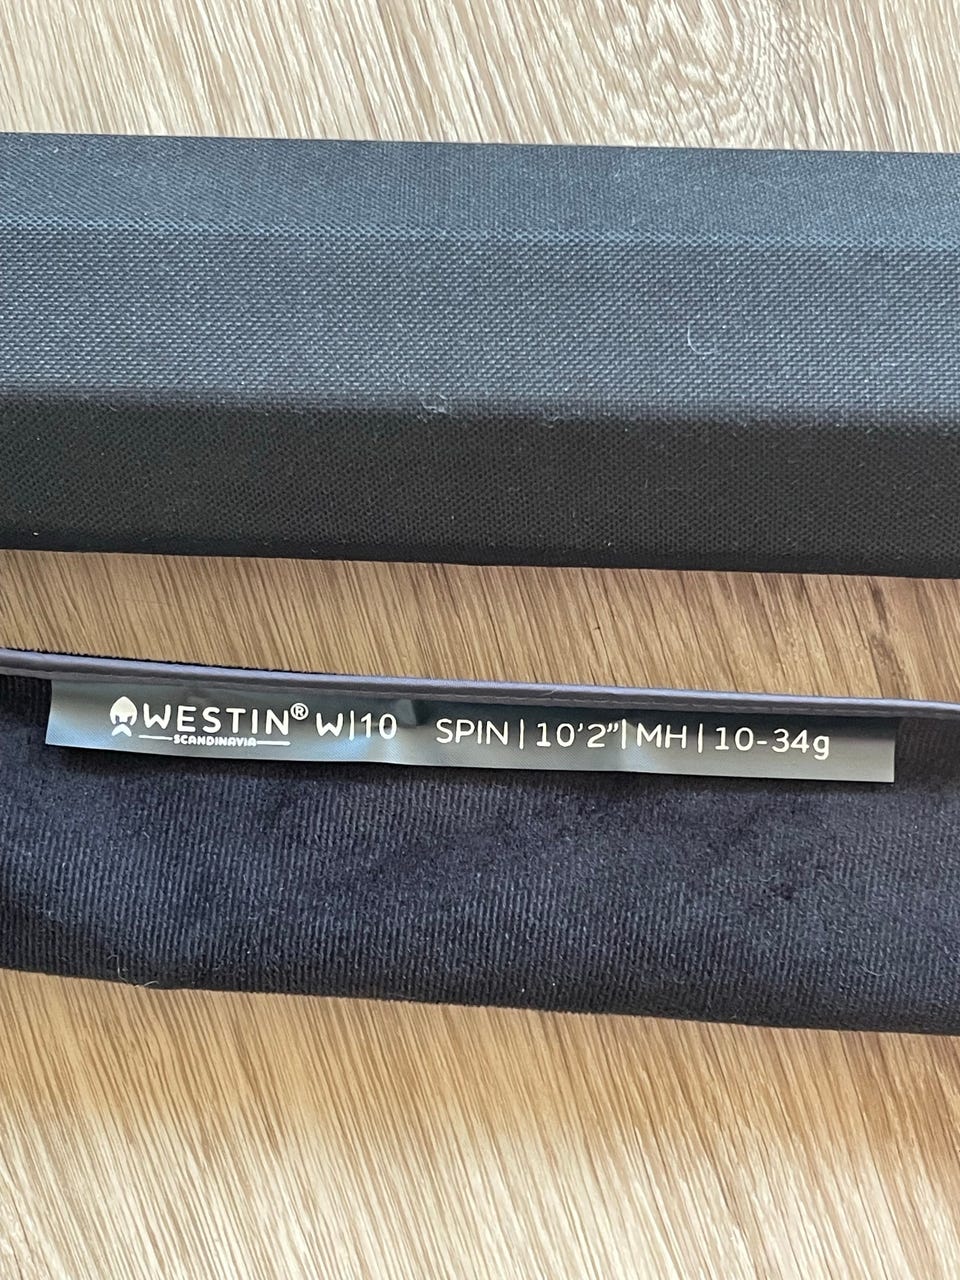 WESTIN® W|10 SPIN | 10'2"| MH | 10-34g
SCANDINAVIA